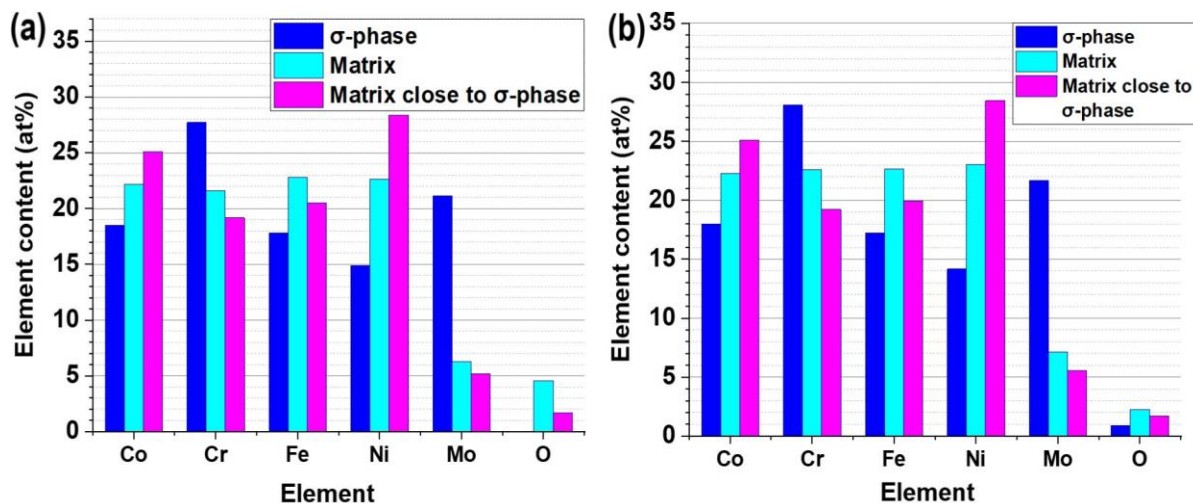 (a)
σ-phase
Matrix
Matrix close to σ-phase
Element content (at%)
35
30
25
20
15
10
5
0
Co Cr Fe Ni Mo O
Element
(b)
σ-phase
Matrix
Matrix close to
σ-phase
Element content (at%)
35
30
25
20
15
10
5
0
Co Cr Fe Ni Mo O
Element